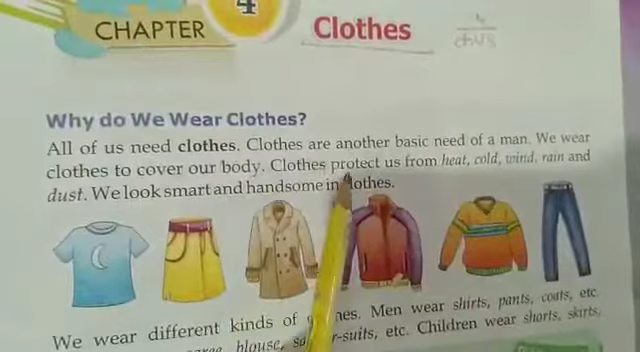 4
CHAPTER
Clothes
Why do We Wear Clothes?
All of us need clothes. Clothes are another basic need of a man. We wear
clothes to cover our body. Clothes protect us from heat, cold, wind, rain and
dust. We look smart and handsome in lothes.
We wear different kinds of nes. Men wear shirts, pants, coats, etc.
blouse, sa r-suits, etc. Children wear shorts, skirts,